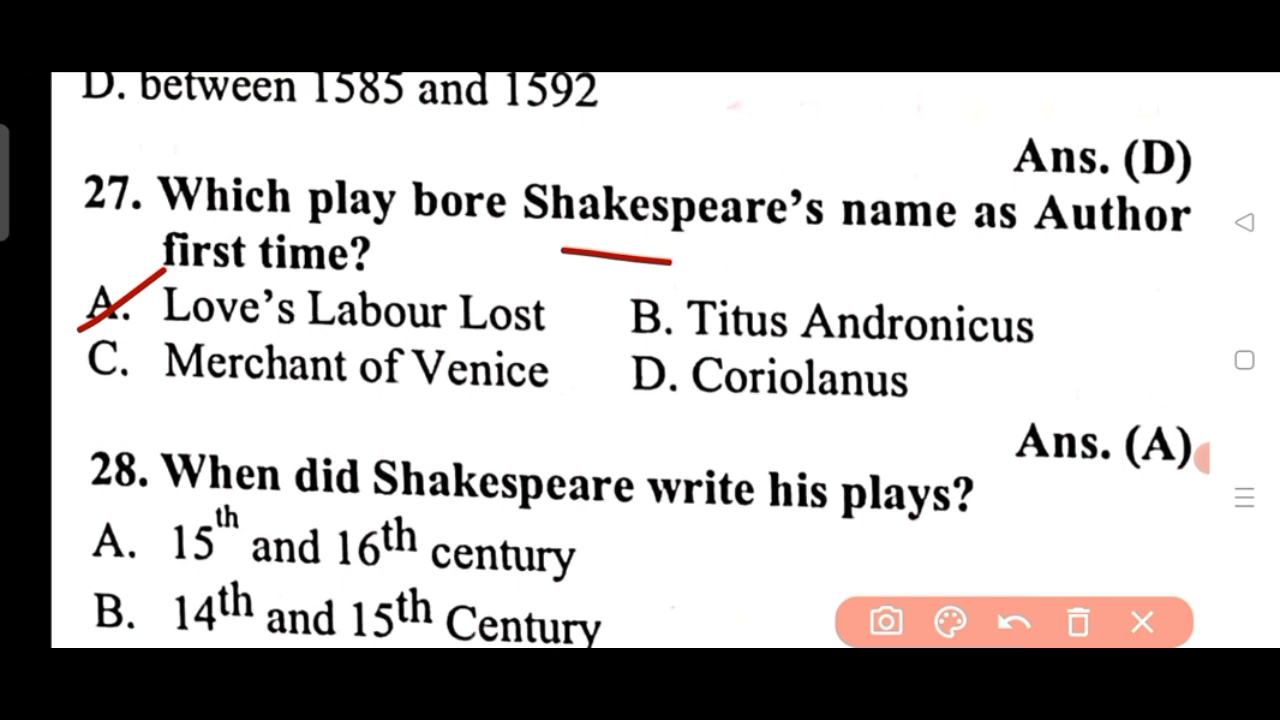 D. between 1585 and 1592
Ans. (D)
27. Which play bore Shakespeare's name as Author
first time?
A. Love's Labour Lost B. Titus Andronicus
C. Merchant of Venice D. Coriolanus
Ans. (A)
28. When did Shakespeare write his plays?
A. 15th and 16th century
B. 14th and 15th Century